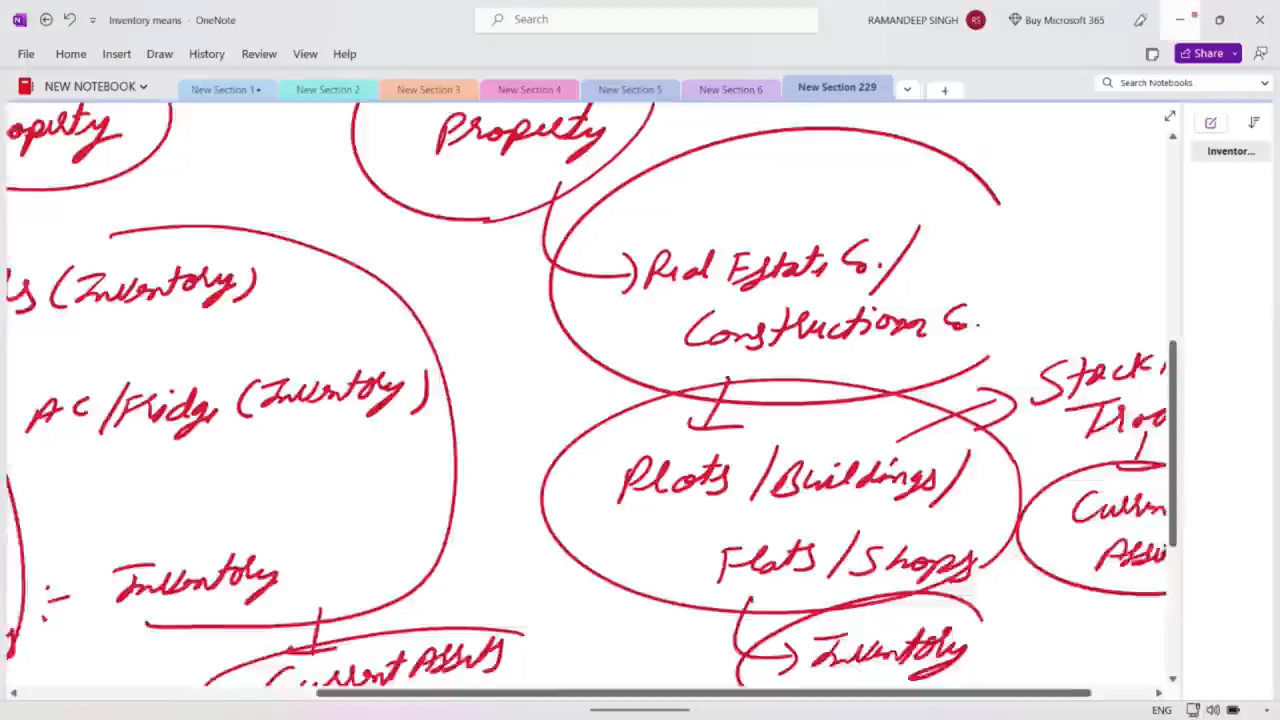 Inventory means - OneNote
Search
RAMANDEEP SINGH
RS
Buy Microsoft 365
File
Home
Insert
Draw
History
Review
View
Help
Share
NEW NOTEBOOK
New Section 1
New Section 2
New Section 3
New Section 4
New Section 5
New Section 6
New Section 229
+
Search Notebooks
Inventor...
operty
Property
Real Estate Co. /
(Inventory)
Construction Co.
Stock
AC / Fridge (Inventory)
Plots / Buildings /
Flats / Shops
Inventory
Inventory
Current Assets
ENG